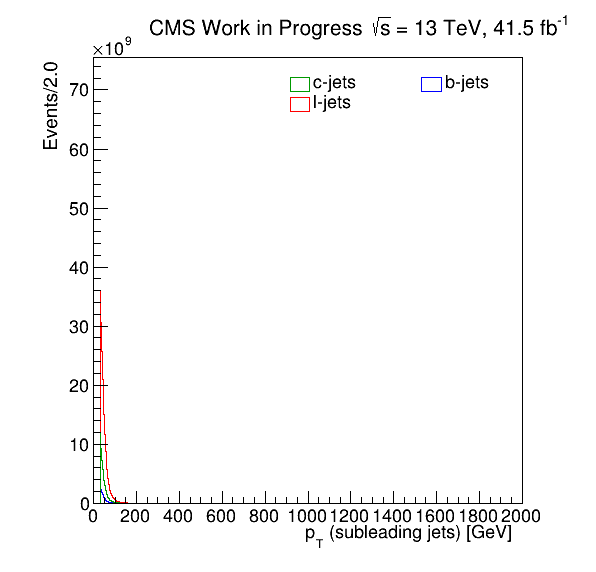 CMS Work in Progress √s = 13 TeV, 41.5 fb⁻¹
×10⁹
Events/2.0
c-jets
b-jets
l-jets
70
60
50
40
30
20
10
0
0 200 400 600 800 1000 1200 1400 1600 1800 2000
p_T (subleading jets) [GeV]